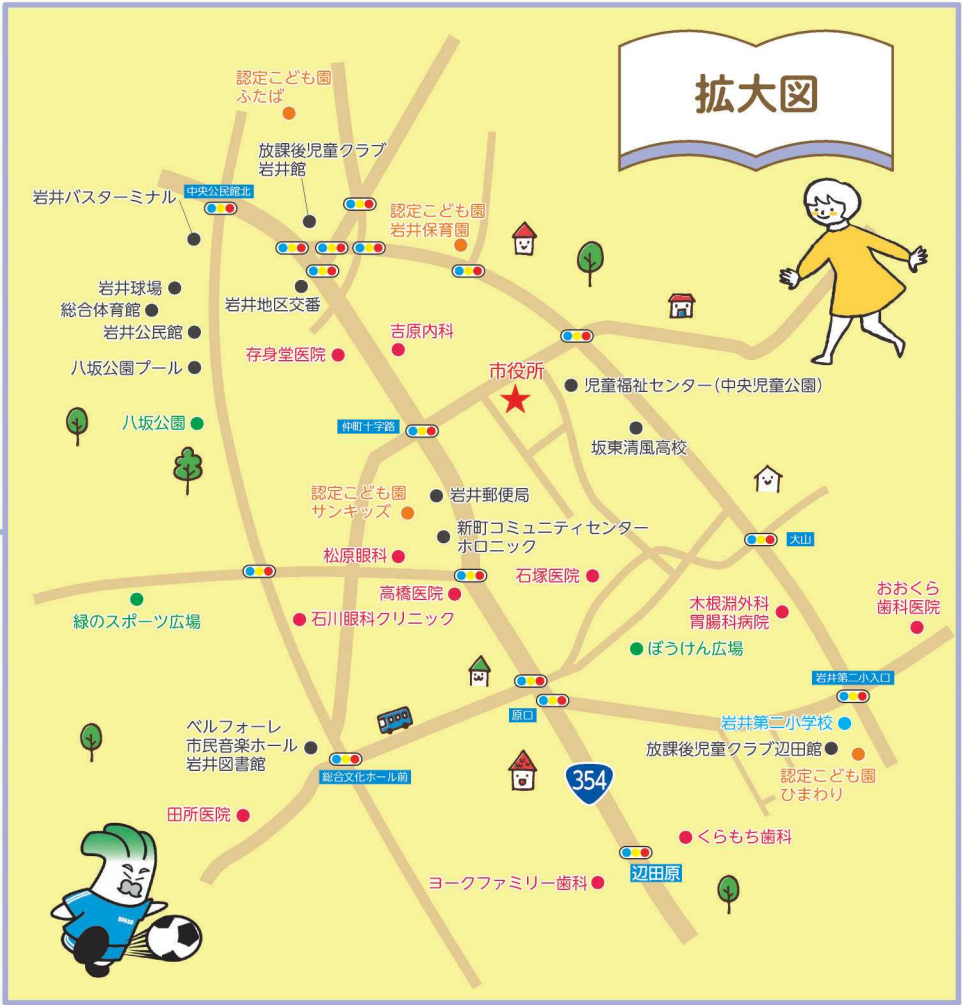 拡大図
認定こども園
ふたば
放課後児童クラブ
岩井館
中央公民館北
岩井バスターミナル
認定こども園
岩井保育園
岩井球場
総合体育館
岩井地区交番
岩井公民館
吉原内科
存身堂医院
八坂公園プール
市役所
児童福祉センター(中央児童公園)
八坂公園
仲町十字路
坂東清風高校
認定こども園
サンキッズ
岩井郵便局
新町コミュニティセンター
ホロニック
大山
松原眼科
石塚医院
高橋医院
おおくら
歯科医院
木根淵外科
胃腸科病院
緑のスポーツ広場
石川眼科クリニック
ぼうけん広場
岩井第二小入口
原口
岩井第二小学校
ベルフォーレ
市民音楽ホール
岩井図書館
放課後児童クラブ辺田館
総合文化ホール前
354
認定こども園
ひまわり
田所医院
くらもち歯科
辺田原
ヨークファミリー歯科